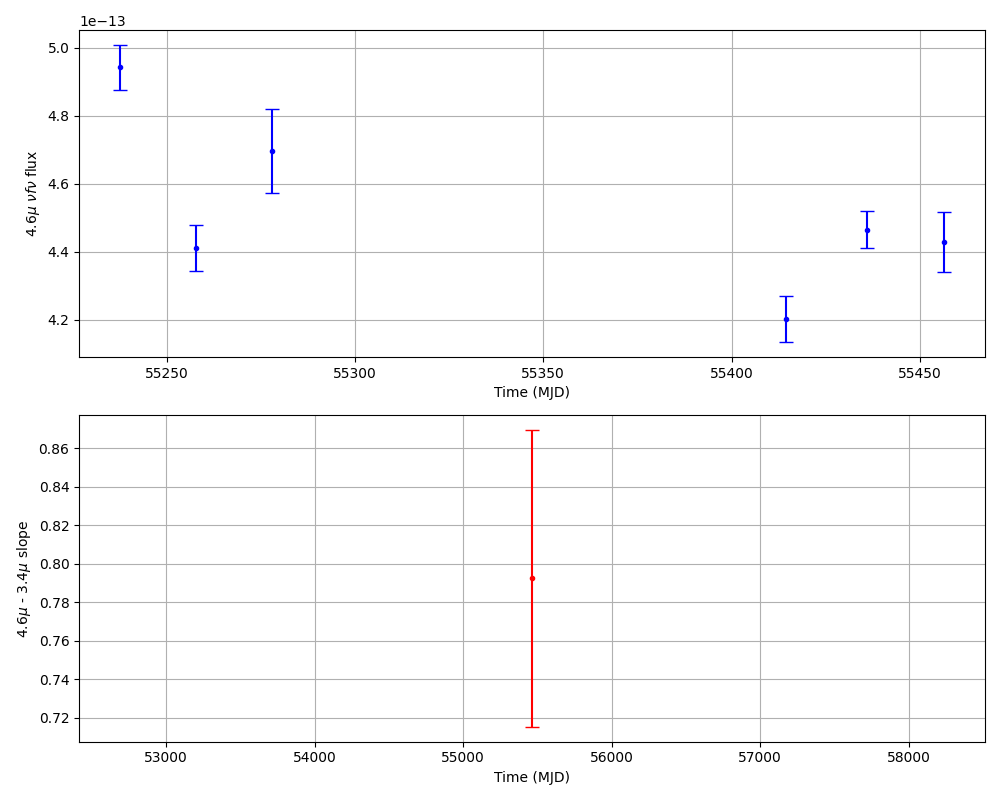 1e−13
5.0
4.8
4.6
4.4
4.2
4.6μ νfν flux
55250 55300 55350 55400 55450
Time (MJD)
0.86
0.84
0.82
0.80
0.78
0.76
0.74
0.72
4.6μ - 3.4μ slope
53000 54000 55000 56000 57000 58000
Time (MJD)